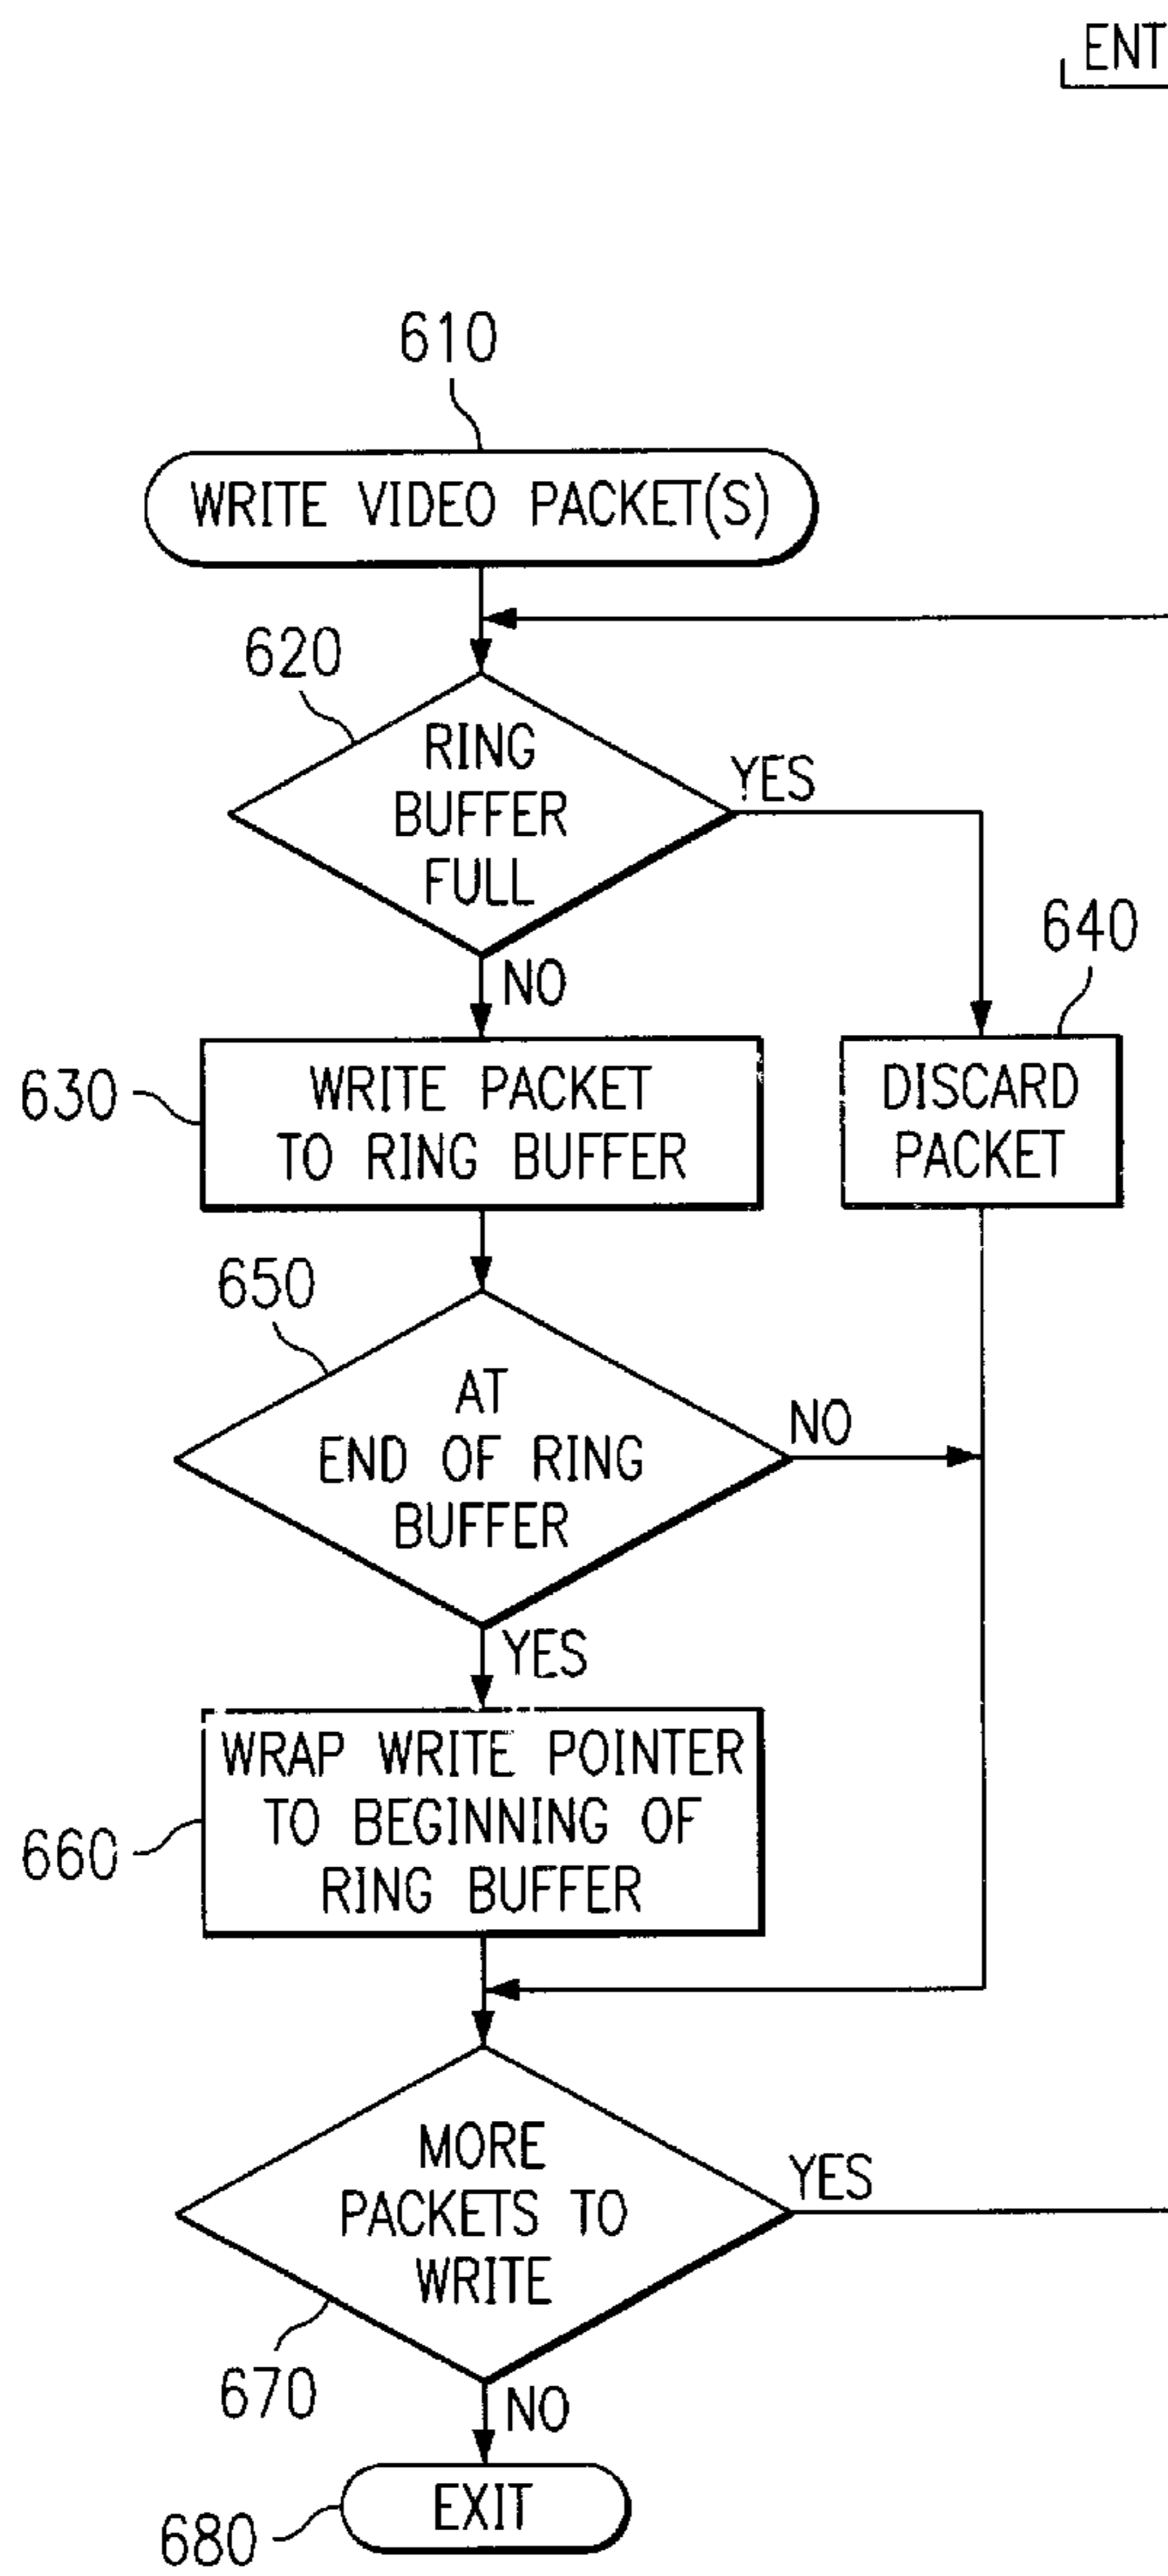 ENT
610
WRITE VIDEO PACKET(S)
620
RING
BUFFER
FULL
YES
NO
640
630
WRITE PACKET
TO RING BUFFER
DISCARD
PACKET
650
AT
END OF RING
BUFFER
NO
YES
660
WRAP WRITE POINTER
TO BEGINNING OF
RING BUFFER
MORE
PACKETS TO
WRITE
YES
670
NO
680
EXIT